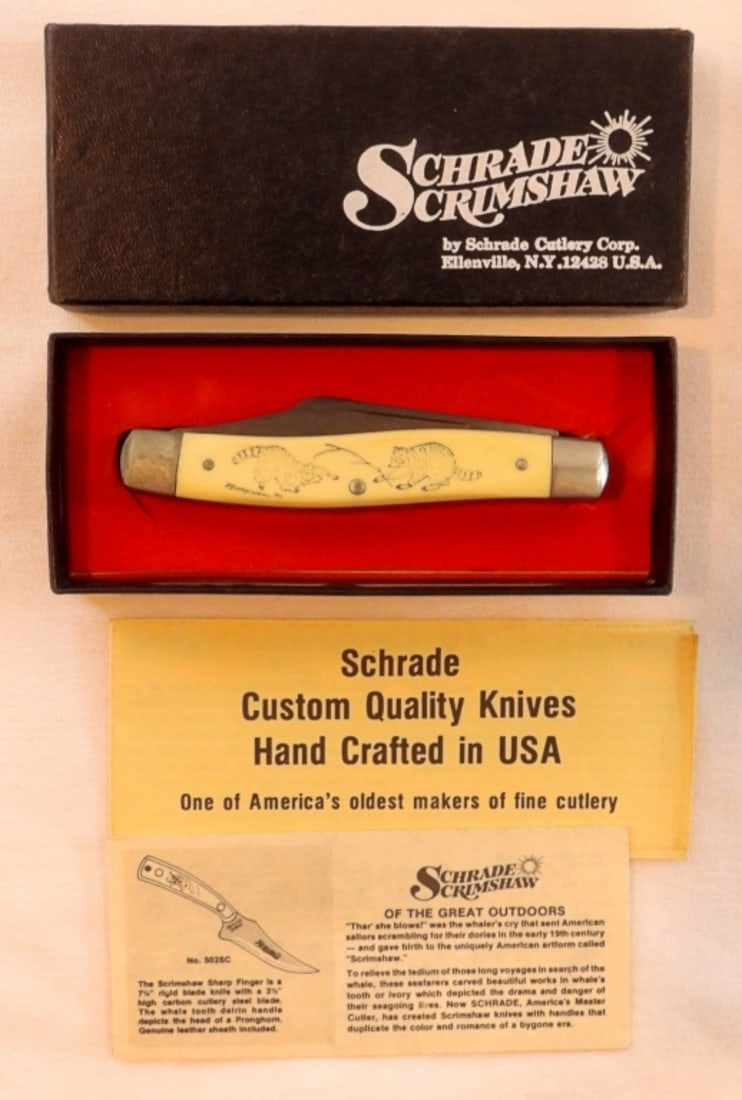 SCHRADE
SCRIMSHAW
by Schrade Cutlery Corp.
Ellenville, N.Y. 12428 U.S.A.
Schrade
Custom Quality Knives
Hand Crafted in USA
One of America's oldest makers of fine cutlery
No. 502SC
The Scrimshaw Sharp Finger is a
7¼" rigid blade knife with a 3½"
high carbon cutlery steel blade.
The whale tooth delrin handle
depicts the head of a Pronghorn.
Genuine leather sheath included.
SCHRADE
SCRIMSHAW
OF THE GREAT OUTDOORS
"Thar' she blows!" was the whaler's cry that sent American
sailors scrambling for their dories in the early 19th century
— and gave birth to the uniquely American artform called
"Scrimshaw."
To relieve the tedium of those long voyages in search of the
whale, these seafarers carved beautiful works in whale's
tooth or ivory which depicted the drama and danger of
their seagoing lives. Now SCHRADE, America's Master
Cutler, has created Scrimshaw knives with handles that
duplicate the color and romance of a bygone era.